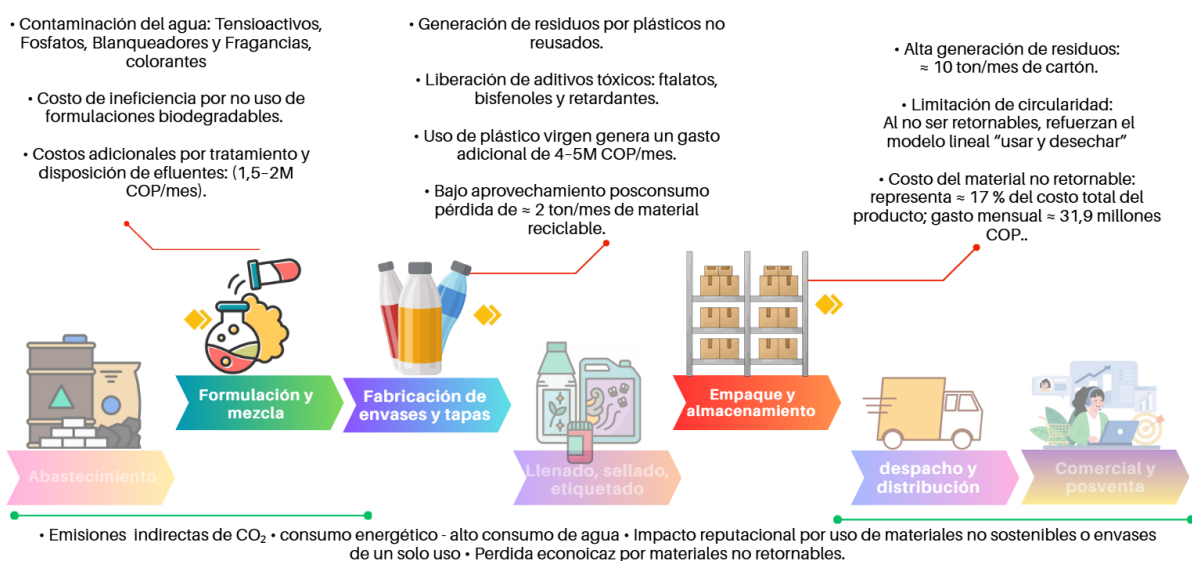 • Contaminación del agua: Tensioactivos,
Fosfatos, Blanqueadores y Fragancias,
colorantes
• Costo de ineficiencia por no uso de
formulaciones biodegradables.
• Costos adicionales por tratamiento y
disposición de efluentes: (1,5–2M
COP/mes).
• Generación de residuos por plásticos no
reusados.
• Liberación de aditivos tóxicos: ftalatos,
bisfenoles y retardantes.
• Uso de plástico virgen genera un gasto
adicional de 4–5M COP/mes.
• Bajo aprovechamiento posconsumo
pérdida de ≈ 2 ton/mes de material
reciclable.
• Alta generación de residuos:
≈ 10 ton/mes de cartón.
• Limitación de circularidad:
Al no ser retornables, refuerzan el
modelo lineal “usar y desechar”
• Costo del material no retornable:
representa ≈ 17 % del costo total del
producto; gasto mensual ≈ 31,9 millones
COP..
Abastecimiento
Formulación y
mezcla
Fabricación de
envases y tapas
Llenado, sellado,
etiquetado
Empaque y
almacenamiento
despacho y
distribución
Comercial y
posventa
• Emisiones indirectas de CO₂ • consumo energético - alto consumo de agua • Impacto reputacional por uso de materiales no sostenibles o envases
de un solo uso • Perdida econoicaz por materiales no retornables.